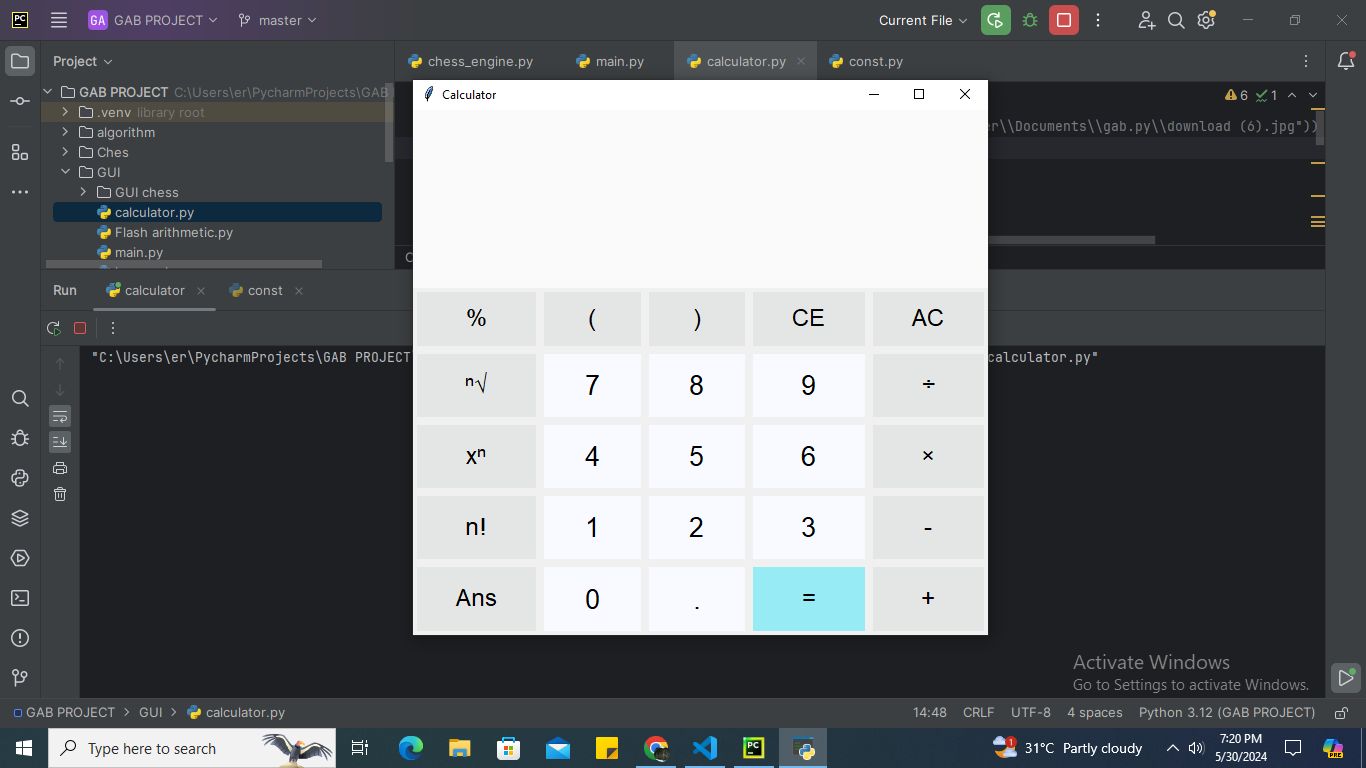 PC
GA GAB PROJECT master Current File
Project chess_engine.py main.py calculator.py const.py
GAB PROJECT C:\Users\er\PycharmProjects\GAB
.venv library root
algorithm
Ches
GUI
GUI chess
calculator.py
Flash arithmetic.py
main.py
6 1
er\\Documents\\gab.py\\download (6).jpg"))
Calculator
% ( ) CE AC
ⁿ√ 7 8 9 ÷
xⁿ 4 5 6 ×
n! 1 2 3 -
Ans 0 . = +
Run calculator const
"C:\Users\er\PycharmProjects\GAB PROJECT
calculator.py"
Activate Windows
Go to Settings to activate Windows.
GAB PROJECT > GUI > calculator.py 14:48 CRLF UTF-8 4 spaces Python 3.12 (GAB PROJECT)
Type here to search
PC
1
31°C Partly cloudy
7:20 PM
5/30/2024
PRE